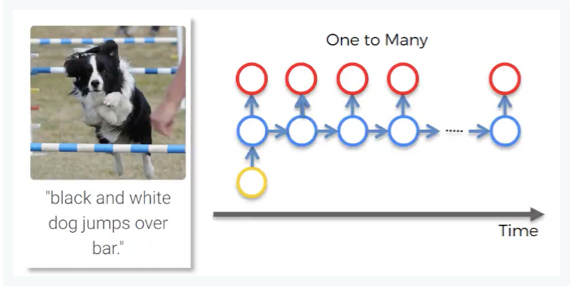 One to Many
"black and white
dog jumps over
bar."
Time